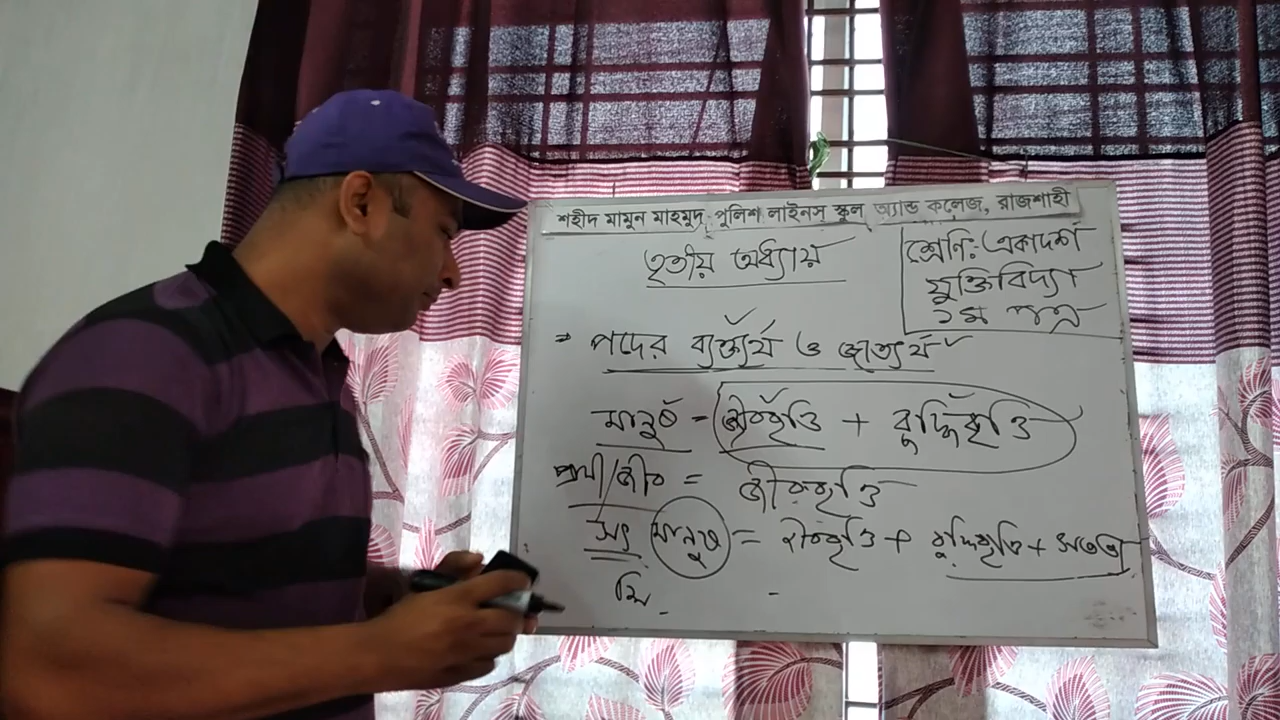 শহীদ মামুন মাহমুদ পুলিশ লাইনস্ স্কুল অ্যান্ড কলেজ, রাজশাহী
তৃতীয় অধ্যায়
শ্রেণি: একাদশ
যুক্তিবিদ্যা
১ম পত্র
⇒ পদের ব্যক্ত্যর্থ ও জাত্যর্থ
মানুষ = জীববৃত্তি + বুদ্ধিবৃত্তি
প্রাণী/জীব = জীববৃত্তি
সৎ মানুষ = জীববৃত্তি + বুদ্ধিবৃত্তি + সততা